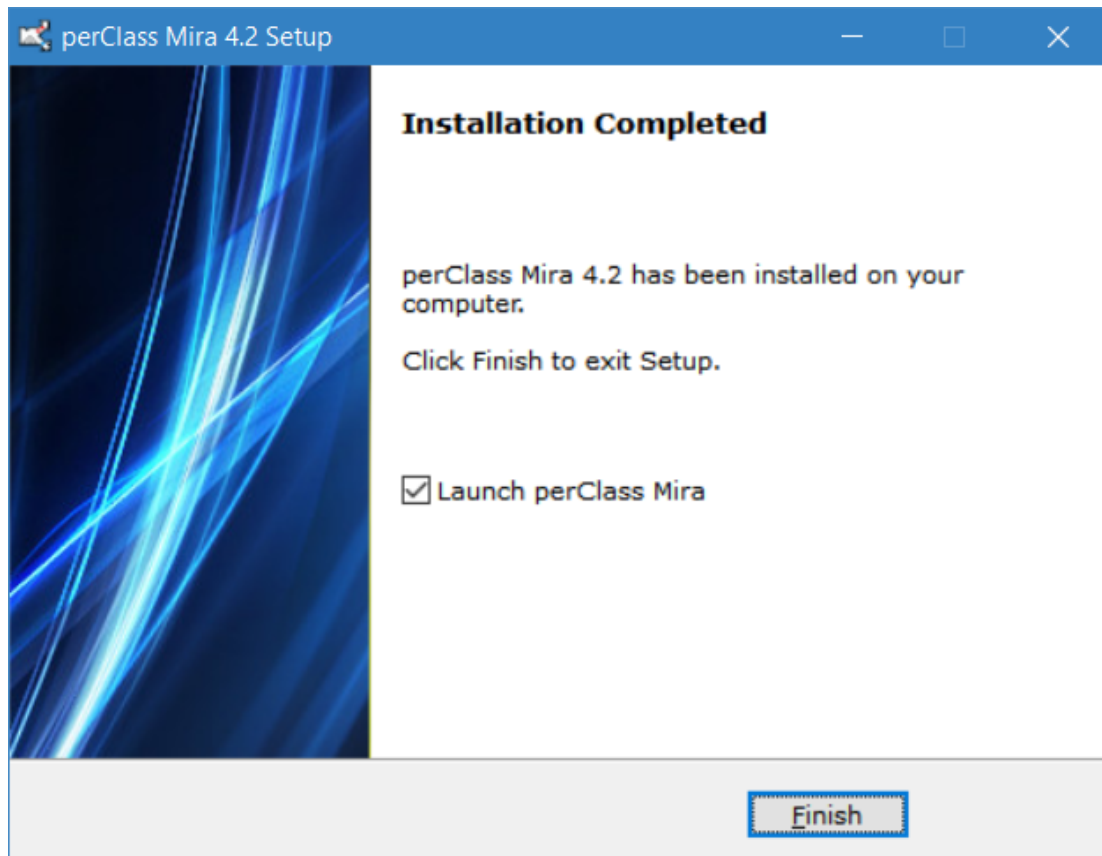 perClass Mira 4.2 Setup
Installation Completed
perClass Mira 4.2 has been installed on your
computer.
Click Finish to exit Setup.
Launch perClass Mira
Finish